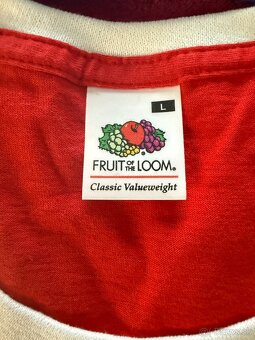 L
FRUIT OF THE LOOM®
Classic Valueweight